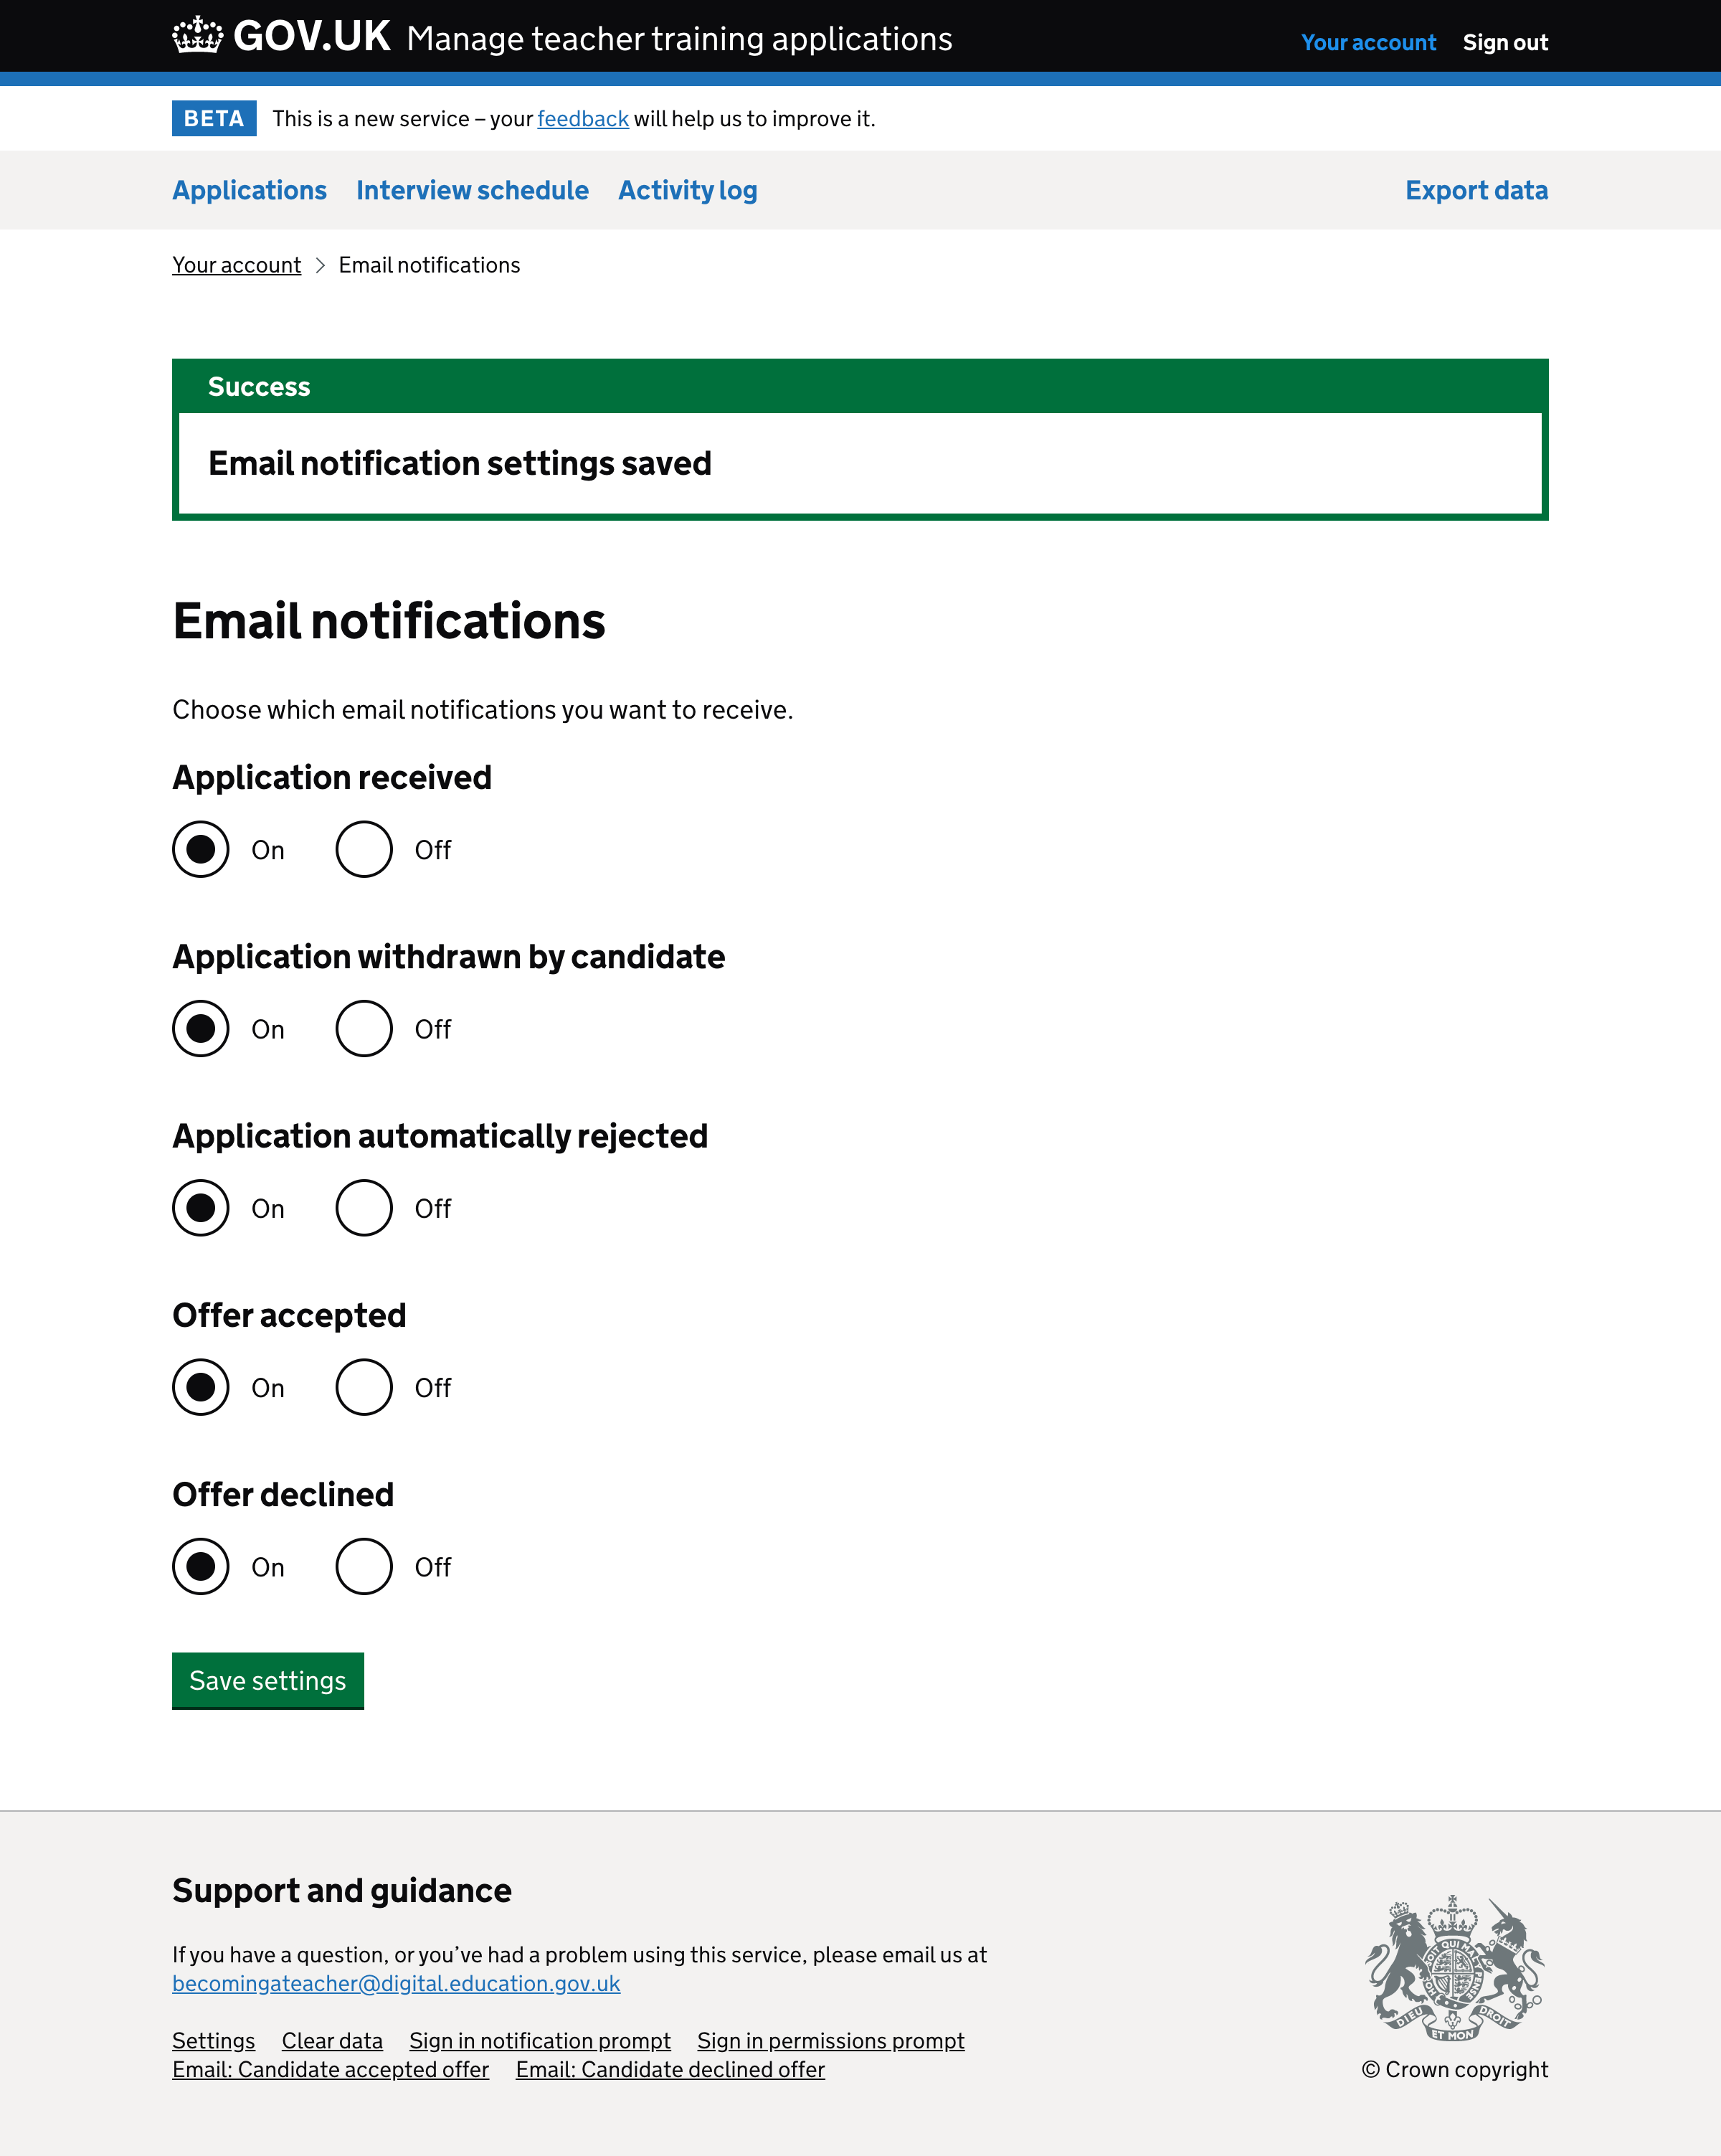 GOV.UK Manage teacher training applications
Your account Sign out
BETA This is a new service – your feedback will help us to improve it.
Applications Interview schedule Activity log Export data
Your account Email notifications
Success
Email notification settings saved
Email notifications
Choose which email notifications you want to receive.
Application received
On Off
Application withdrawn by candidate
On Off
Application automatically rejected
On Off
Offer accepted
On Off
Offer declined
On Off
Save settings
Support and guidance
If you have a question, or you’ve had a problem using this service, please email us at
becomingateacher@digital.education.gov.uk
Settings Clear data Sign in notification prompt Sign in permissions prompt
Email: Candidate accepted offer Email: Candidate declined offer
DIEU ET MON DROIT
© Crown copyright